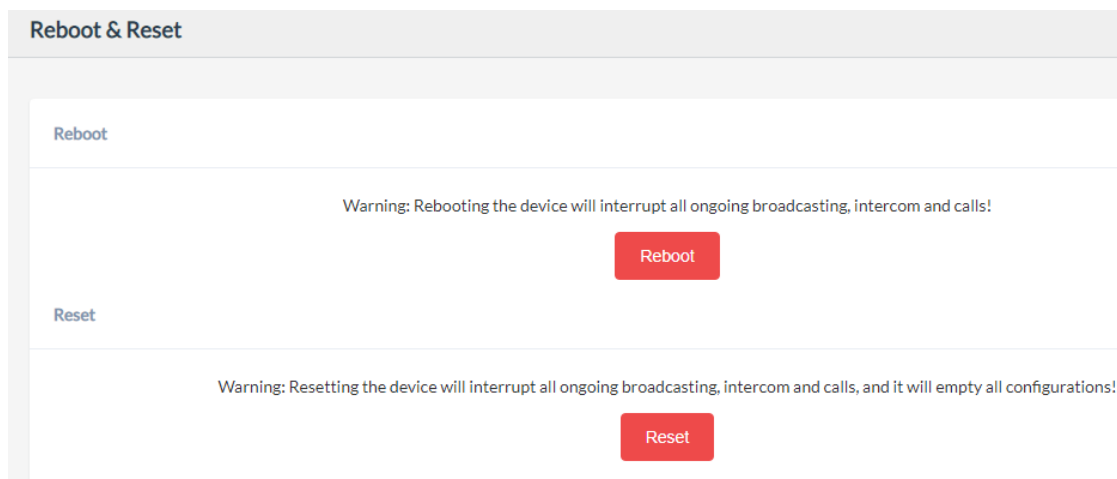 Reboot & Reset
Reboot
Warning: Rebooting the device will interrupt all ongoing broadcasting, intercom and calls!
Reboot
Reset
Warning: Resetting the device will interrupt all ongoing broadcasting, intercom and calls, and it will empty all configurations!
Reset